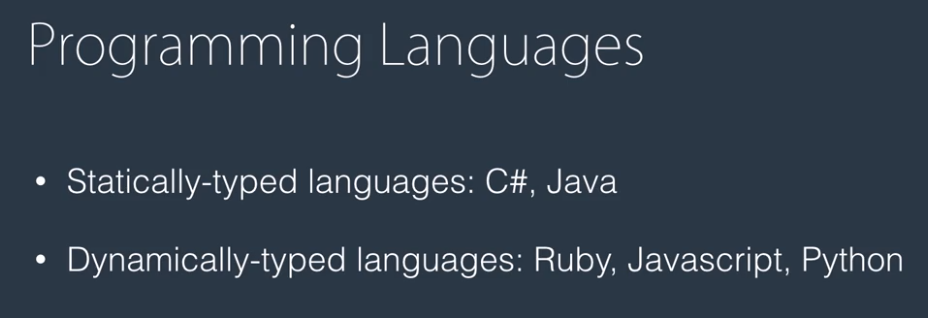 Programming Languages
• Statically-typed languages: C#, Java
• Dynamically-typed languages: Ruby, Javascript, Python